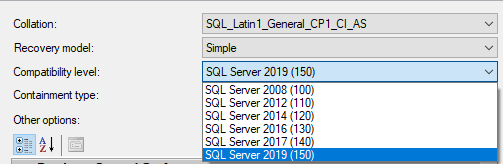 Collation: SQL_Latin1_General_CP1_CI_AS
Recovery model: Simple
Compatibility level: SQL Server 2019 (150)
Containment type: SQL Server 2008 (100)
SQL Server 2012 (110)
Other options: SQL Server 2014 (120)
SQL Server 2016 (130)
SQL Server 2017 (140)
SQL Server 2019 (150)